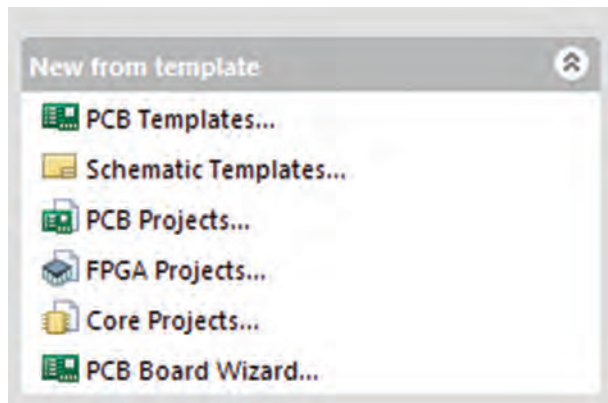 New from template
PCB Templates...
Schematic Templates...
PCB Projects...
FPGA Projects...
Core Projects...
PCB Board Wizard...